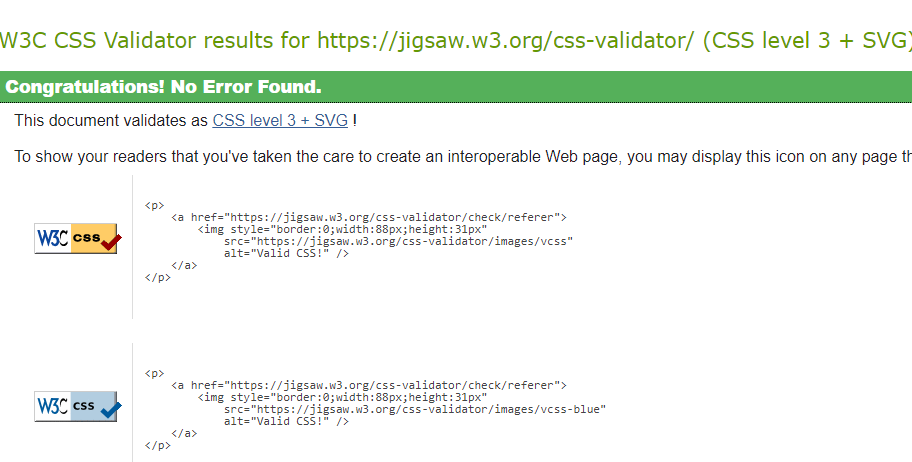 W3C CSS Validator results for https://jigsaw.w3.org/css-validator/ (CSS level 3 + SVG)
Congratulations! No Error Found.
This document validates as CSS level 3 + SVG !
To show your readers that you've taken the care to create an interoperable Web page, you may display this icon on any page
<p>
<a href="https://jigsaw.w3.org/css-validator/check/referer">
<img style="border:0;width:88px;height:31px"
W3C css
src="https://jigsaw.w3.org/css-validator/images/vcss"
alt="Valid CSS!" />
</a>
</p>
<p>
<a href="https://jigsaw.w3.org/css-validator/check/referer">
<img style="border:0;width:88px;height:31px"
W3C css
src="https://jigsaw.w3.org/css-validator/images/vcss-blue"
alt="Valid CSS!" />
</a>
</p>